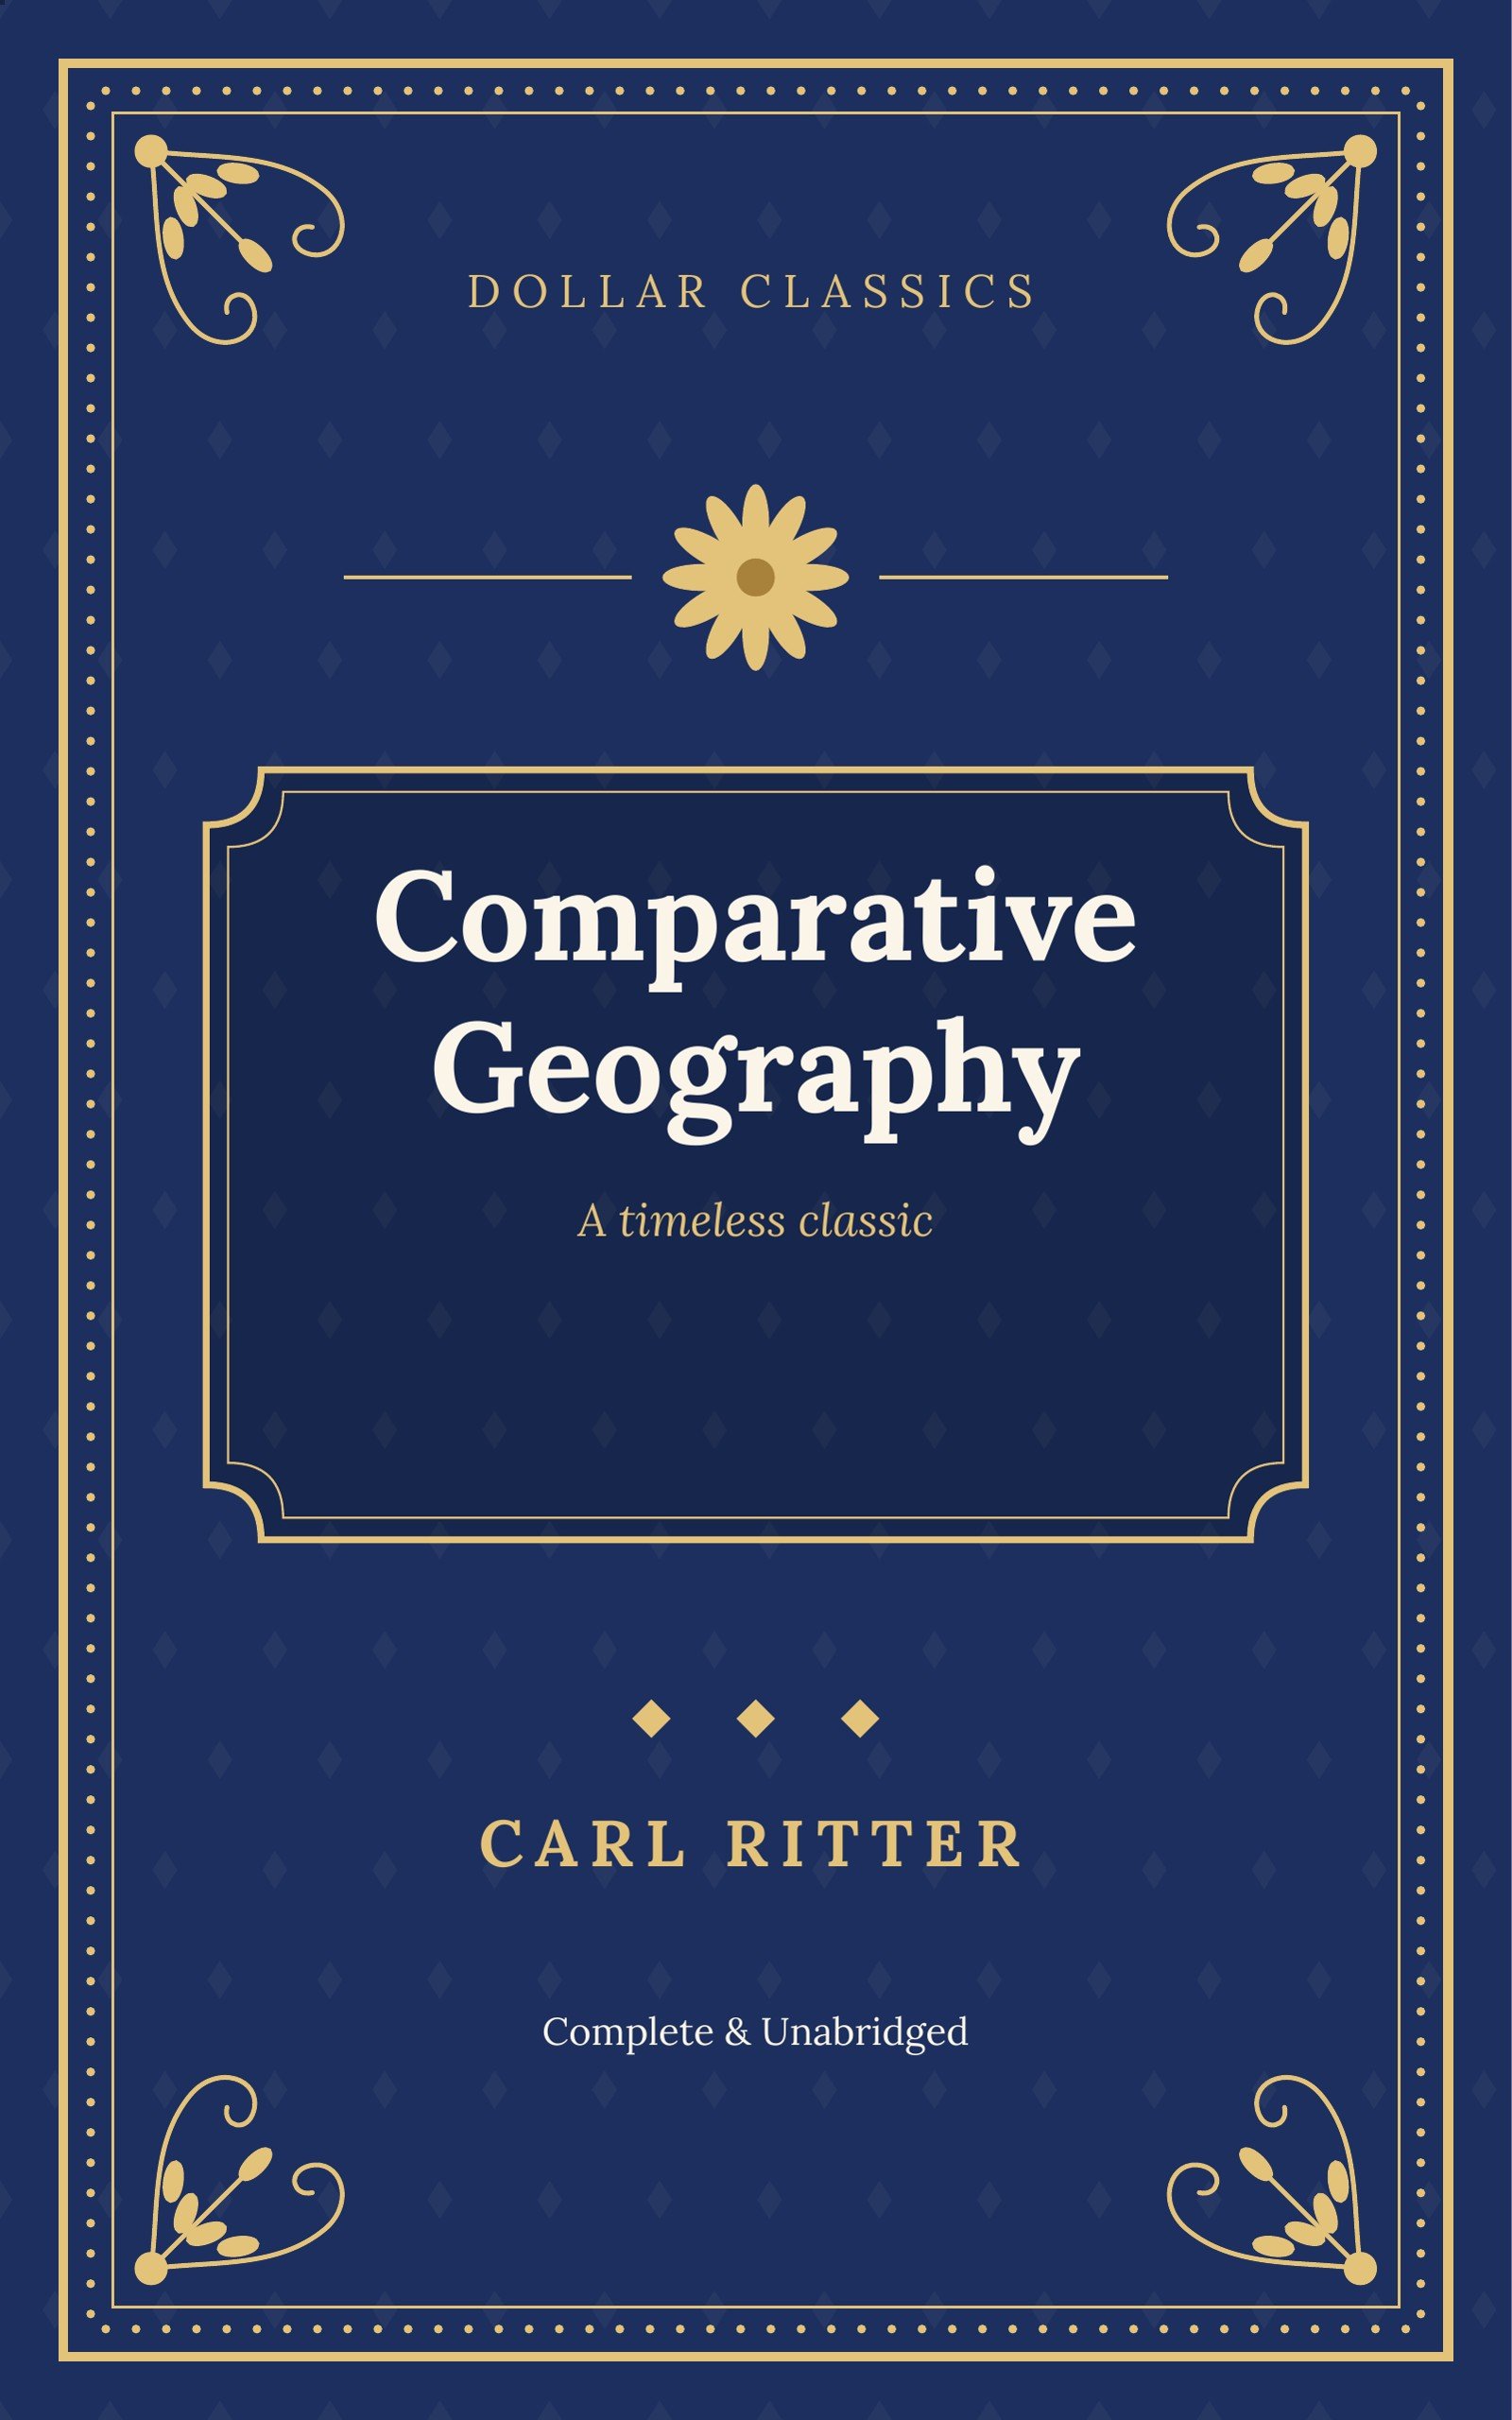 DOLLAR CLASSICS
Comparative
Geography
A timeless classic
CARL RITTER
Complete & Unabridged